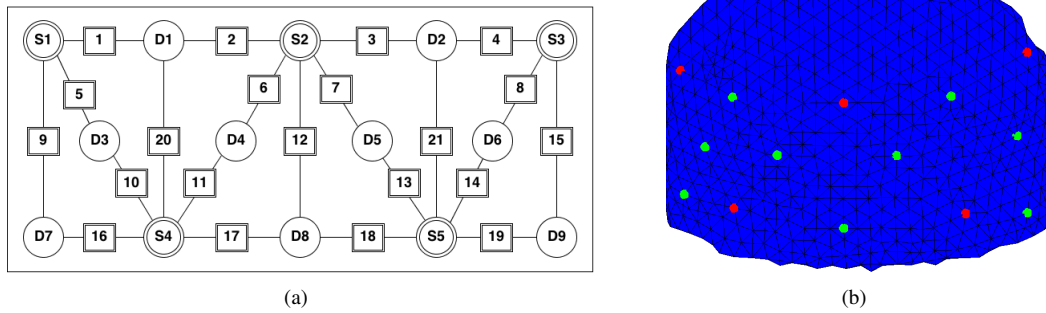 S1 1 D1 2 S2 3 D2 4 S3
5 6 7 8
9 D3 20 D4 12 D5 21 D6 15
10 11 13 14
D7 16 S4 17 D8 18 S5 19 D9
(a) (b)